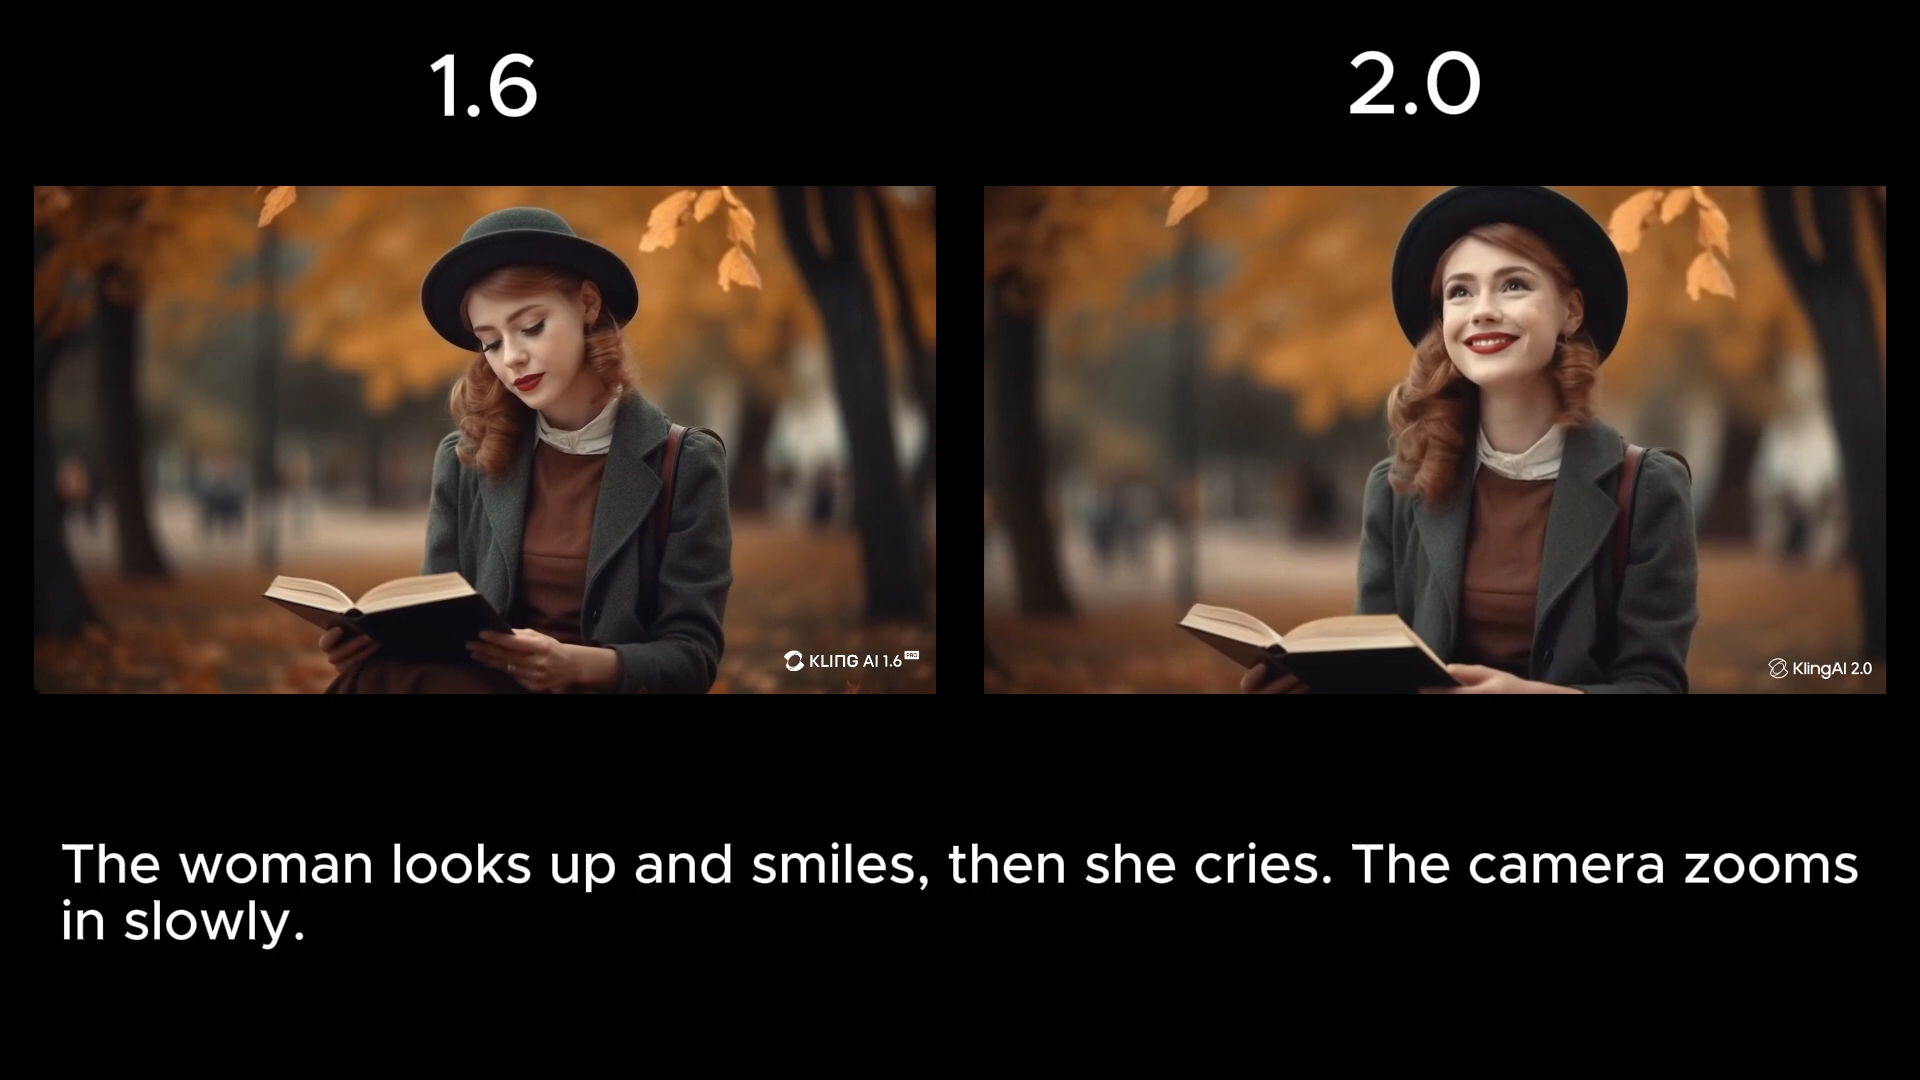 1.6
2.0
KLING AI 1.6 PRO
KlingAI 2.0
The woman looks up and smiles, then she cries. The camera zooms
in slowly.